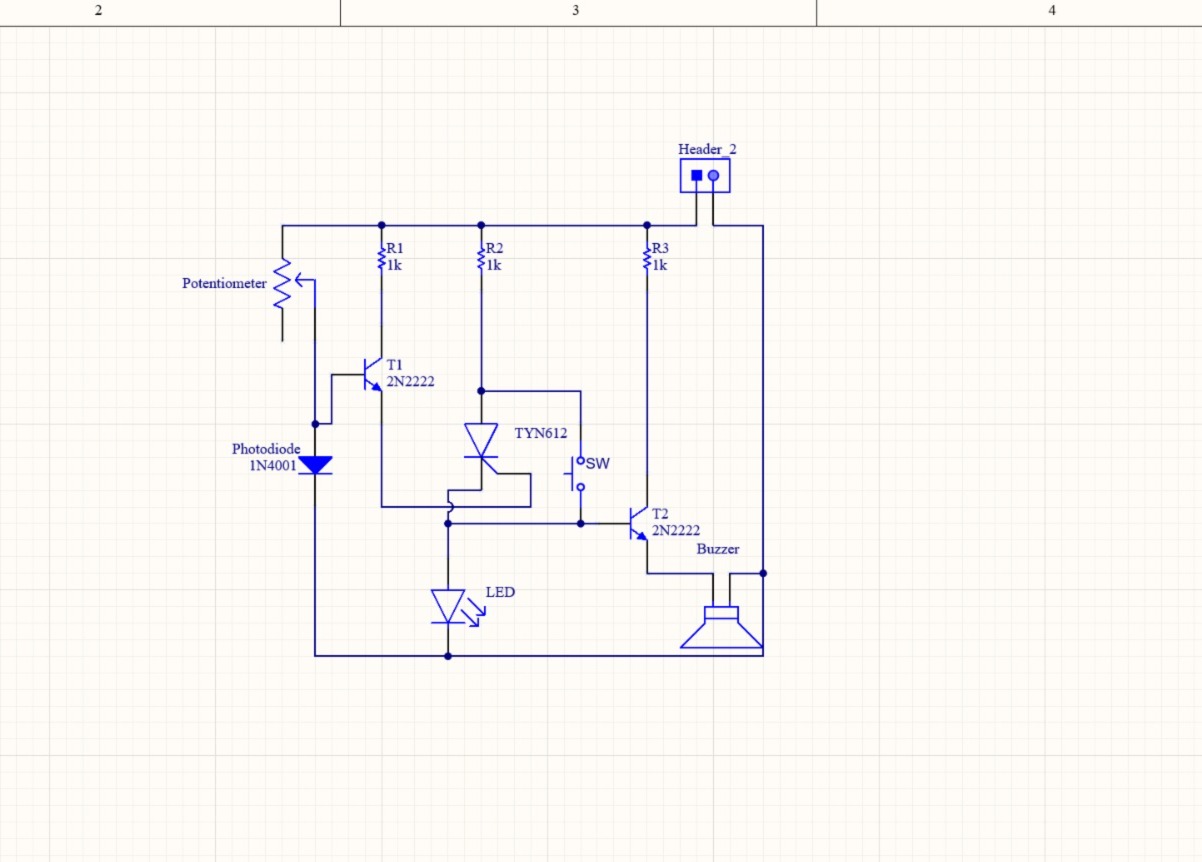 2
3
4
Header_2
R1
1k
R2
1k
R3
1k
Potentiometer
T1
2N2222
TYN612
Photodiode
1N4001
SW
T2
2N2222
Buzzer
LED